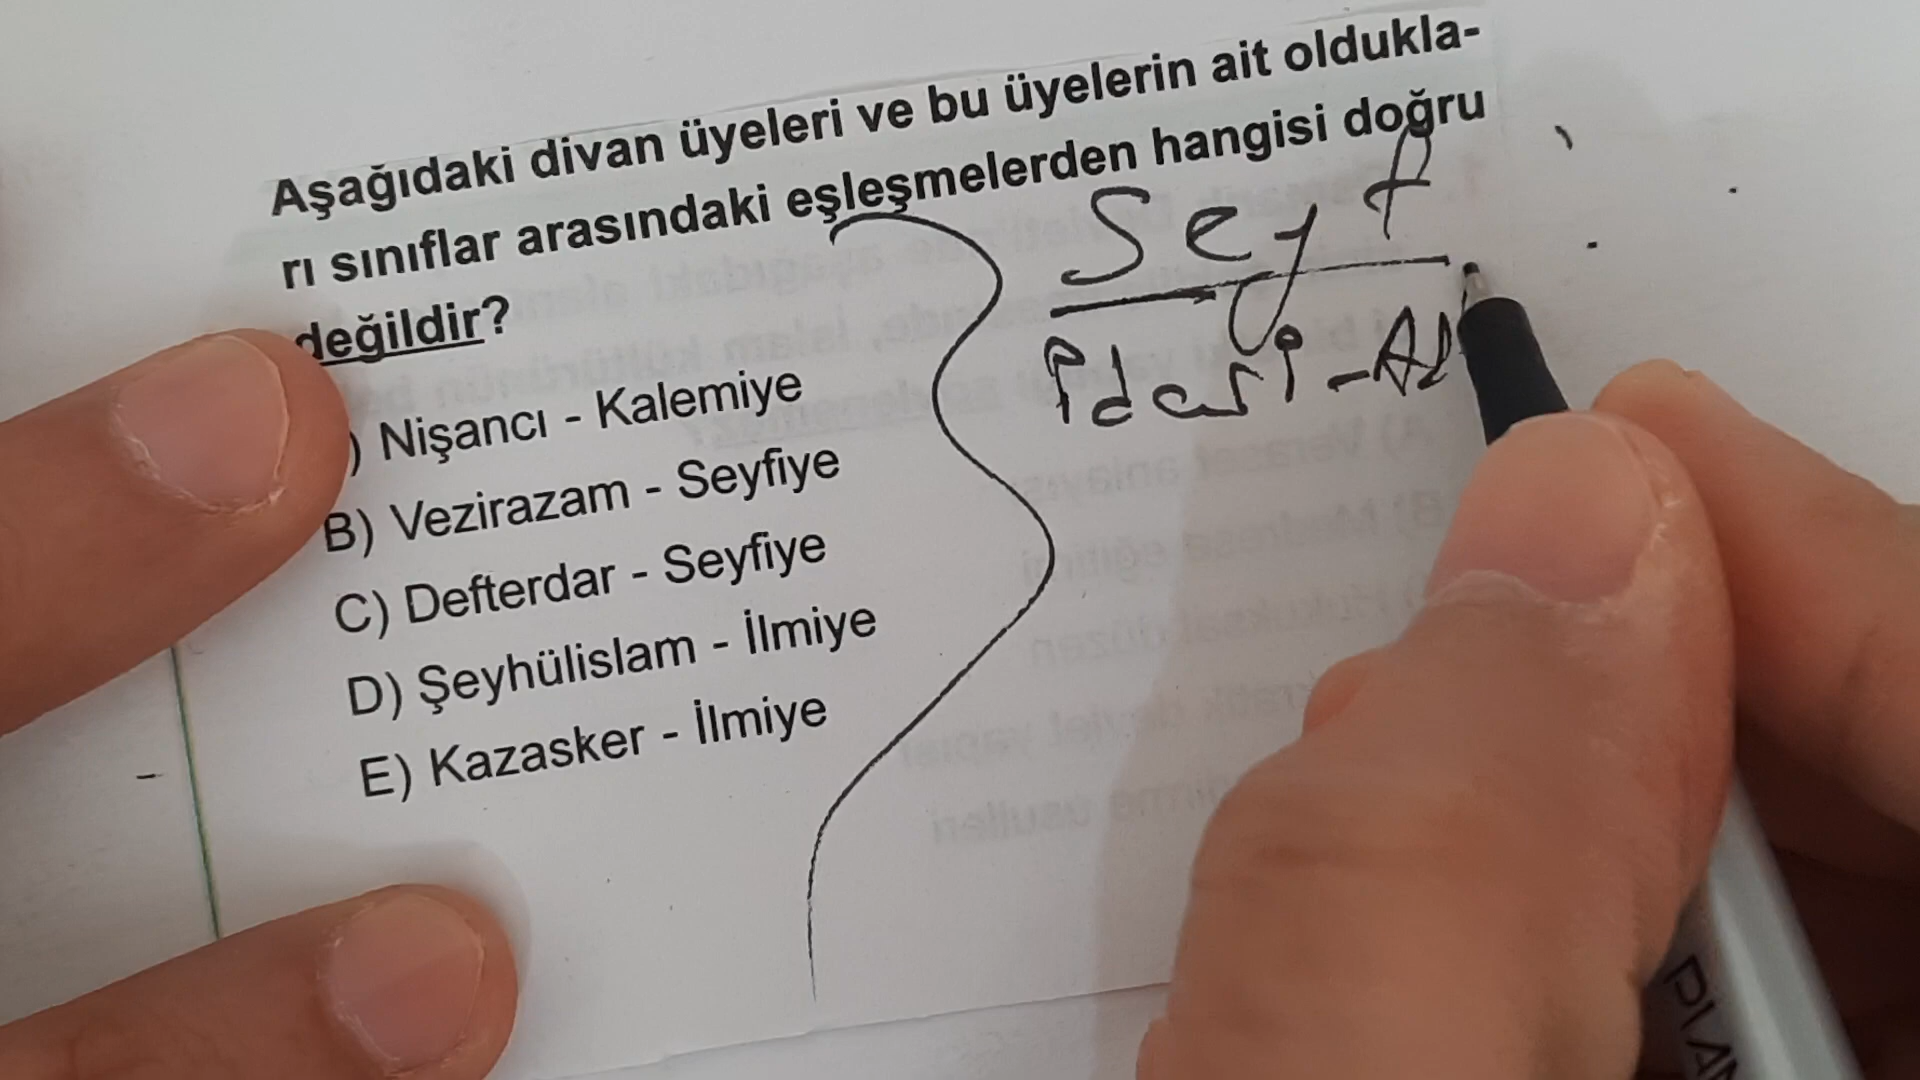 Aşağıdaki divan üyeleri ve bu üyelerin ait oldukla-
rı sınıflar arasındaki eşleşmelerden hangisi doğru
değildir?
) Nişancı - Kalemiye
B) Vezirazam - Seyfiye
C) Defterdar - Seyfiye
D) Şeyhülislam - İlmiye
E) Kazasker - İlmiye
Seyf
İdari - As